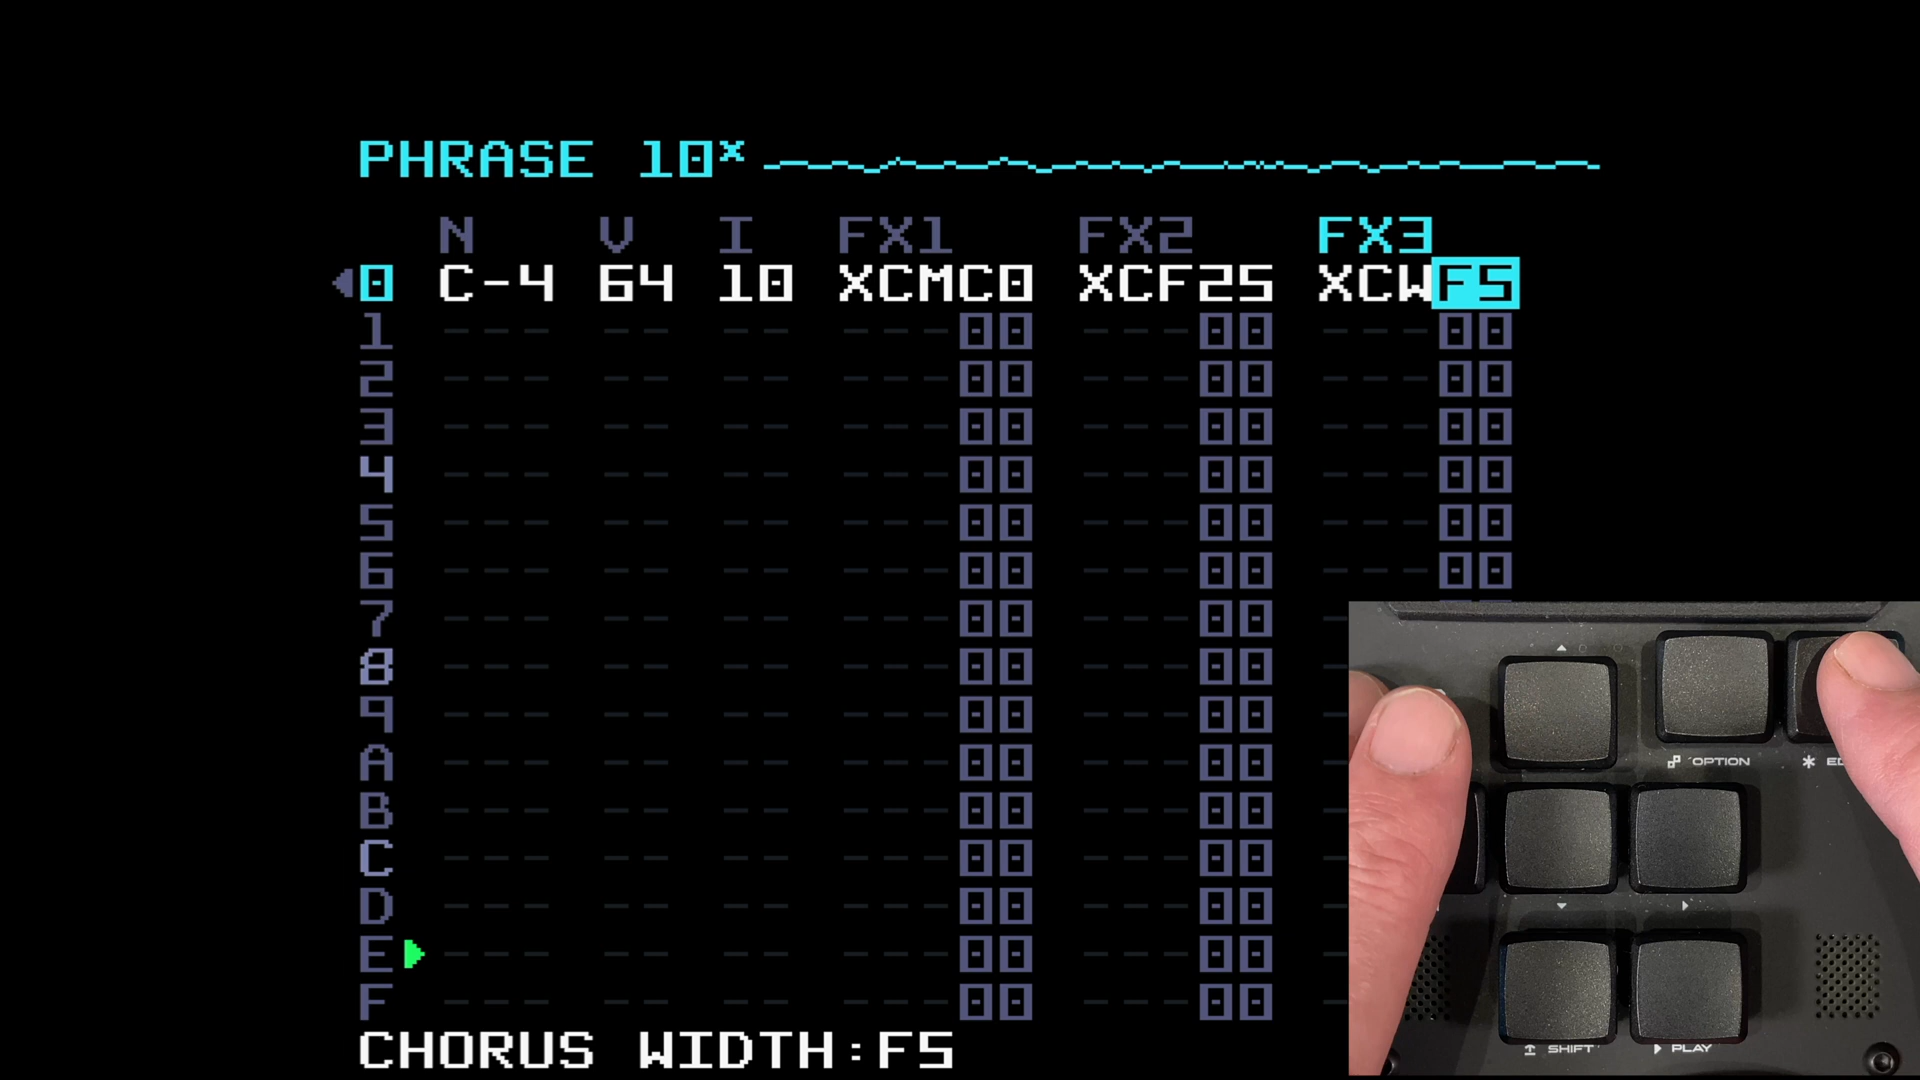 PHRASE 10x
N V I FX1 FX2 FX3
0 C-4 64 10 XCMC0 XCF25 XCWF5
1 --- -- -- ---00 ---00 ---00
2 --- -- -- ---00 ---00 ---00
3 --- -- -- ---00 ---00 ---00
4 --- -- -- ---00 ---00 ---00
5 --- -- -- ---00 ---00 ---00
6 --- -- -- ---00 ---00 ---00
7 --- -- -- ---00 ---00
8 --- -- -- ---00 ---00
9 --- -- -- ---00 ---00
A --- -- -- ---00 ---00
B --- -- -- ---00 ---00
C --- -- -- ---00 ---00
D --- -- -- ---00 ---00
E --- -- -- ---00 ---00
F --- -- -- ---00 ---00
CHORUS WIDTH:F5
OPTION
SHIFT PLAY